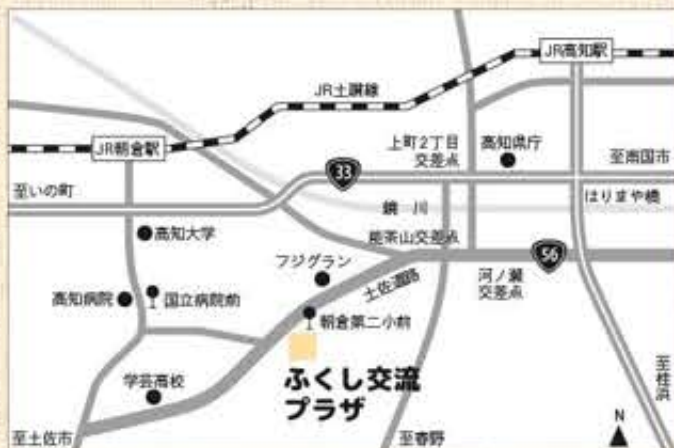 JR高知駅
JR土讃線
JR朝倉駅
上町2丁目
交差点
高知県庁
至南国市
33
至いの町
鏡川
はりまや橋
高知大学
能茶山交差点
フジグラン
56
土佐道路
河ノ瀬
交差点
高知病院
国立病院前
朝倉第二小前
ふくし交流
プラザ
学芸高校
至桂浜
N
至土佐市
至春野